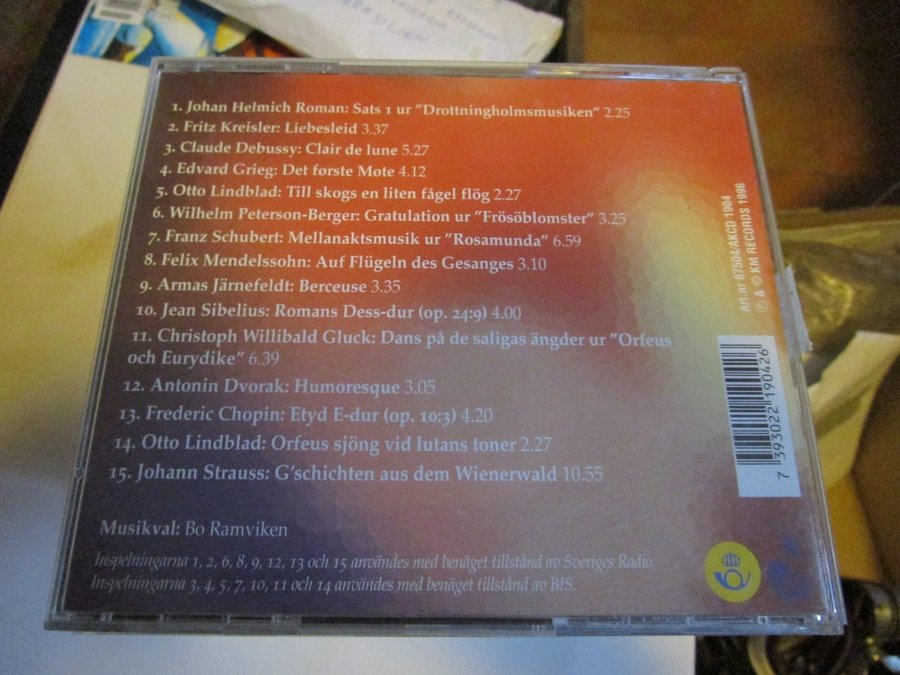 1. Johan Helmich Roman: Sats 1 ur "Drottningholmsmusiken" 2.25
2. Fritz Kreisler: Liebesleid 3.37
3. Claude Debussy: Clair de lune 5.27
4. Edvard Grieg: Det første Møte 4.12
5. Otto Lindblad: Till skogs en liten fågel flög 2.27
6. Wilhelm Peterson-Berger: Gratulation ur "Frösöblomster" 3.25
7. Franz Schubert: Mellanaktsmusik ur "Rosamunda" 6.59
8. Felix Mendelssohn: Auf Flügeln des Gesanges 3.10
9. Armas Järnefeldt: Berceuse 3.35
10. Jean Sibelius: Romans Dess-dur (op. 24:9) 4.00
11. Christoph Willibald Gluck: Dans på de saligas ängder ur "Orfeus
och Eurydike" 6.39
12. Antonin Dvorak: Humoresque 3.05
13. Frederic Chopin: Etyd E-dur (op. 10:3) 4.20
14. Otto Lindblad: Orfeus sjöng vid lutans toner 2.27
15. Johann Strauss: G'schichten aus dem Wienerwald 10.55
Musikval: Bo Ramviken
Inspelningarna 1, 2, 6, 8, 9, 12, 13 och 15 användes med benäget tillstånd av Sveriges Radio.
Inspelningarna 3, 4, 5, 7, 10, 11 och 14 användes med benäget tillstånd av BIS.
Art.nr 87504/AKCD 1904
℗ & © KM RECORDS 1996
7 393022 190426